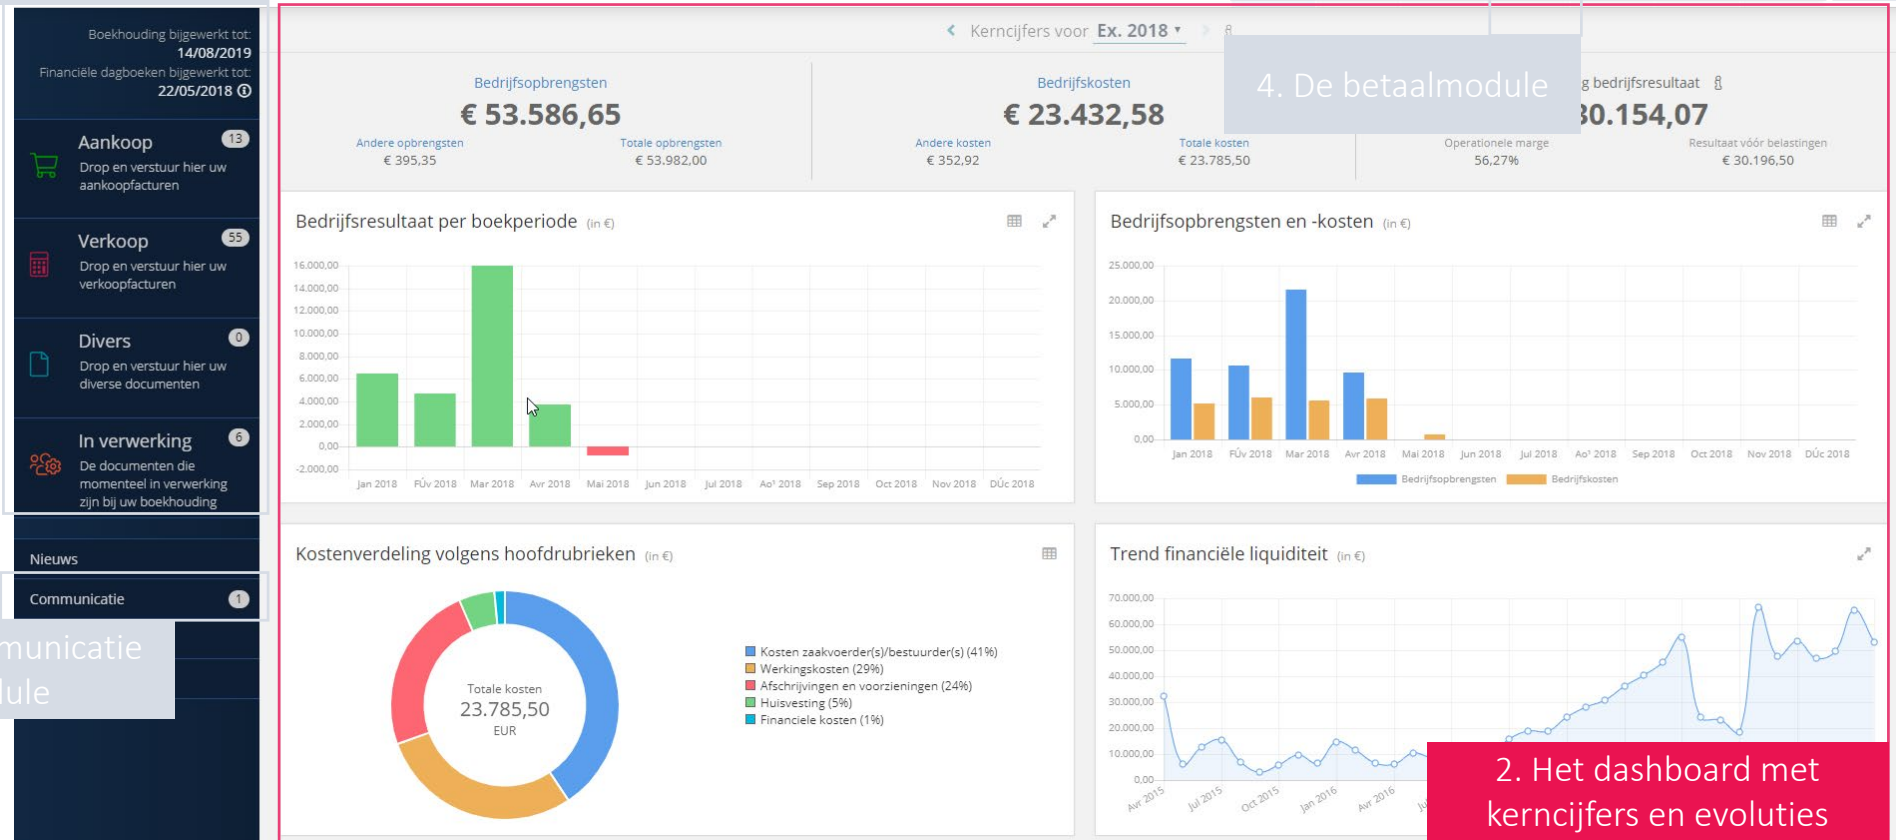 Boekhouding bijgewerkt tot:
14/08/2019
Financiële dagboeken bijgewerkt tot:
22/05/2018
Aankoop 13
Drop en verstuur hier uw
aankoopfacturen
Verkoop 55
Drop en verstuur hier uw
verkoopfacturen
Divers 0
Drop en verstuur hier uw
diverse documenten
In verwerking 6
De documenten die
momenteel in verwerking
zijn bij uw boekhouding
Nieuws
Communicatie 1
municatie
lule
Kerncijfers voor Ex. 2018
4. De betaalmodule
Bedrijfsopbrengsten
€ 53.586,65
Andere opbrengsten Totale opbrengsten
€ 395,35 € 53.982,00
Bedrijfskosten
€ 23.432,58
Andere kosten Totale kosten
€ 352,92 € 23.785,50
g bedrijfsresultaat
30.154,07
Operationele marge Resultaat vóór belastingen
56,27% € 30.196,50
Bedrijfsresultaat per boekperiode (in €)
16.000,00
14.000,00
12.000,00
10.000,00
8.000,00
6.000,00
4.000,00
2.000,00
0,00
-2.000,00
Jan 2018 FÚv 2018 Mar 2018 Avr 2018 Mai 2018 Jun 2018 Jul 2018 Ao¹ 2018 Sep 2018 Oct 2018 Nov 2018 DÚc 2018
Bedrijfsopbrengsten en -kosten (in €)
25.000,00
20.000,00
15.000,00
10.000,00
5.000,00
0,00
Jan 2018 FÚv 2018 Mar 2018 Avr 2018 Mai 2018 Jun 2018 Jul 2018 Ao¹ 2018 Sep 2018 Oct 2018 Nov 2018 DÚc 2018
Bedrijfsopbrengsten Bedrijfskosten
Kostenverdeling volgens hoofdrubrieken (in €)
Totale kosten
23.785,50
EUR
Kosten zaakvoerder(s)/bestuurder(s) (41%)
Werkingskosten (29%)
Afschrijvingen en voorzieningen (24%)
Huisvesting (5%)
Financiele kosten (1%)
Trend financiële liquiditeit (in €)
70.000,00
60.000,00
50.000,00
40.000,00
30.000,00
20.000,00
10.000,00
0,00
Avr 2015 Jul 2015 Oct 2015 Jan 2016 Avr 2016
2. Het dashboard met
kerncijfers en evoluties